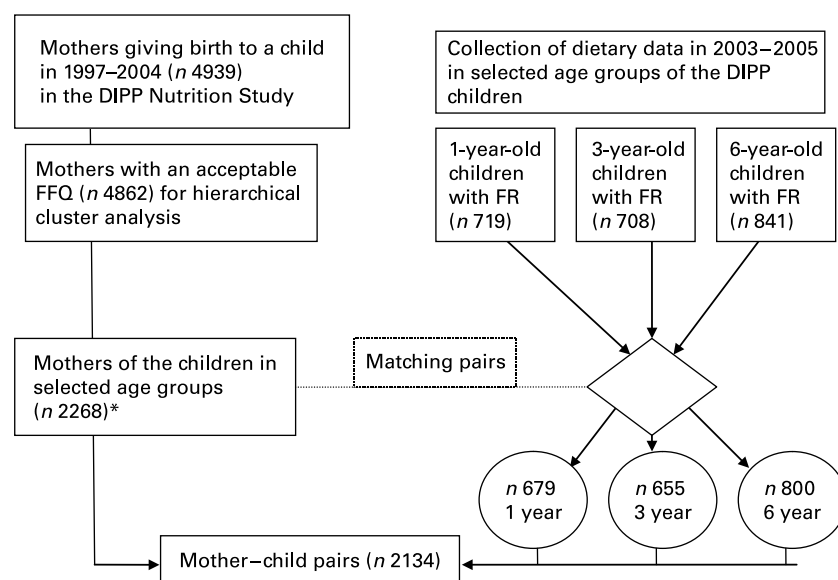 Mothers giving birth to a child
in 1997–2004 (n 4939)
in the DIPP Nutrition Study
Collection of dietary data in 2003–2005
in selected age groups of the DIPP
children
Mothers with an acceptable
FFQ (n 4862) for hierarchical
cluster analysis
1-year-old
children
with FR
(n 719)
3-year-old
children
with FR
(n 708)
6-year-old
children
with FR
(n 841)
Mothers of the children in
selected age groups
(n 2268)*
Matching pairs
n 679
1 year
n 655
3 year
n 800
6 year
Mother–child pairs (n 2134)